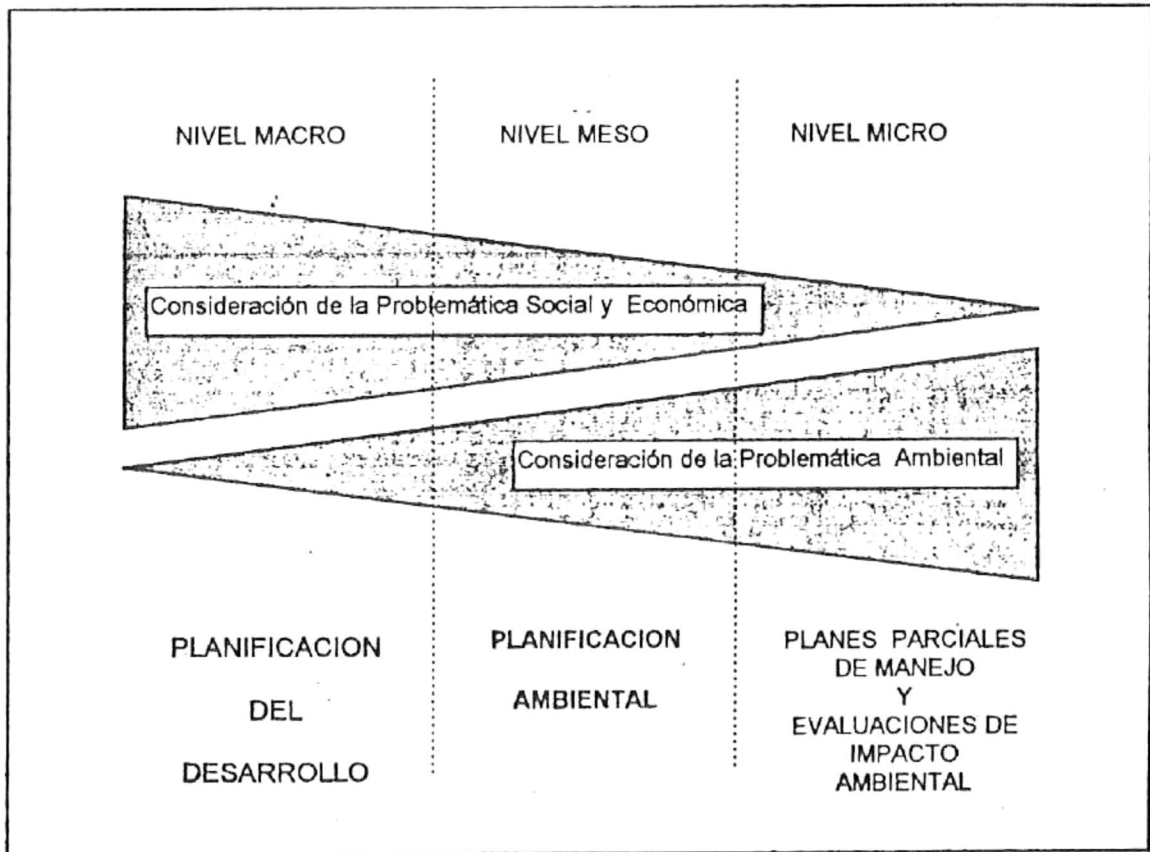 NIVEL MACRO
NIVEL MESO
NIVEL MICRO
Consideración de la Problemática Social y Económica
Consideración de la Problemática Ambiental
PLANIFICACION
DEL
DESARROLLO
PLANIFICACION
AMBIENTAL
PLANES PARCIALES
DE MANEJO
Y
EVALUACIONES DE
IMPACTO
AMBIENTAL